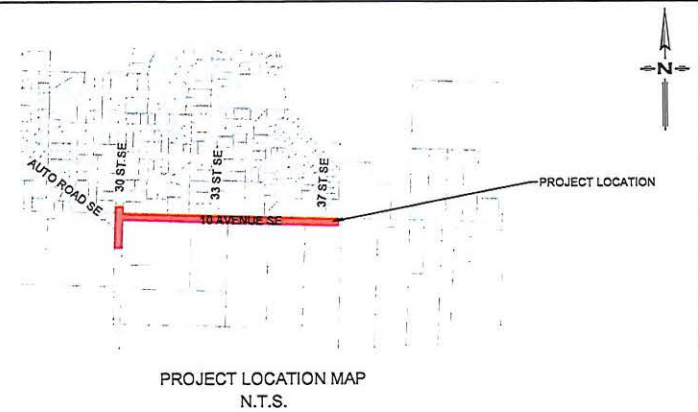 N
AUTO ROAD SE
30 ST SE
33 ST SE
37 ST SE
10 AVENUE SE
PROJECT LOCATION
PROJECT LOCATION MAP
N.T.S.